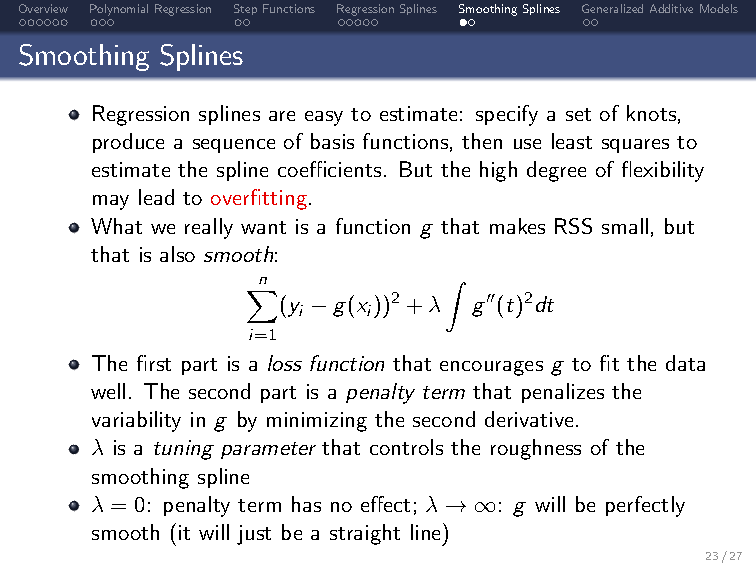 Overview Polynomial Regression Step Functions Regression Splines Smoothing Splines Generalized Additive Models
Smoothing Splines
Regression splines are easy to estimate: specify a set of knots,
produce a sequence of basis functions, then use least squares to
estimate the spline coefficients. But the high degree of flexibility
may lead to overfitting.
What we really want is a function g that makes RSS small, but
that is also smooth:
n
∑(yᵢ − g(xᵢ))² + λ ∫ g″(t)²dt
i=1
The first part is a loss function that encourages g to fit the data
well. The second part is a penalty term that penalizes the
variability in g by minimizing the second derivative.
λ is a tuning parameter that controls the roughness of the
smoothing spline
λ = 0: penalty term has no effect; λ → ∞: g will be perfectly
smooth (it will just be a straight line)
23 / 27